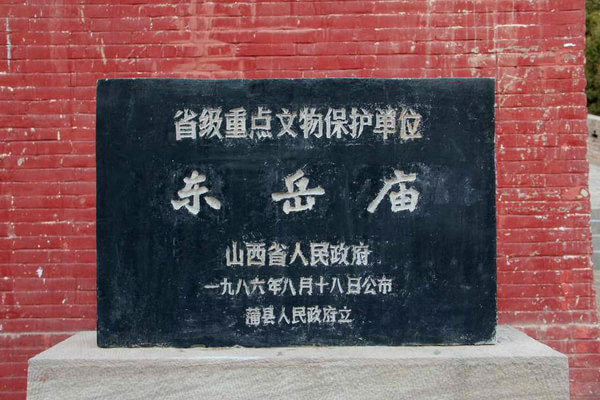 省级重点文物保护单位
东岳庙
山西省人民政府
一九八六年八月十八日公布
蒲县人民政府立